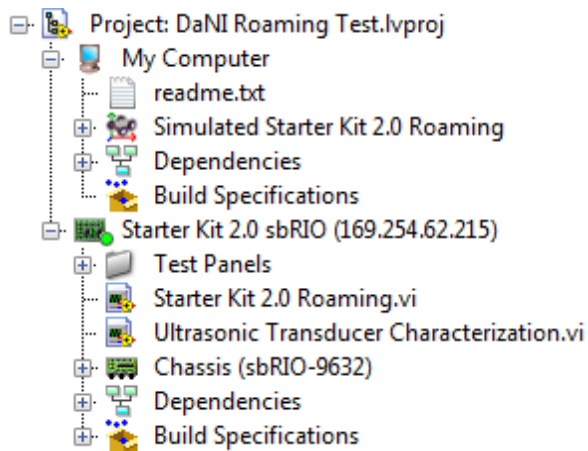 Project: DaNI Roaming Test.lvproj
My Computer
readme.txt
Simulated Starter Kit 2.0 Roaming
Dependencies
Build Specifications
Starter Kit 2.0 sbRIO (169.254.62.215)
Test Panels
Starter Kit 2.0 Roaming.vi
Ultrasonic Transducer Characterization.vi
Chassis (sbRIO-9632)
Dependencies
Build Specifications